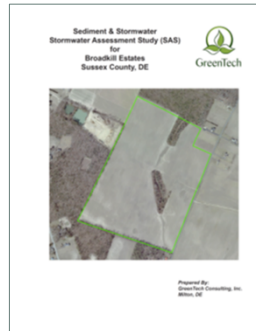 Sediment & Stormwater
Stormwater Assessment Study (SAS)
for
Broadkill Estates
Sussex County, DE
GreenTech
Prepared By:
GreenTech Consulting, Inc.
Milton, DE